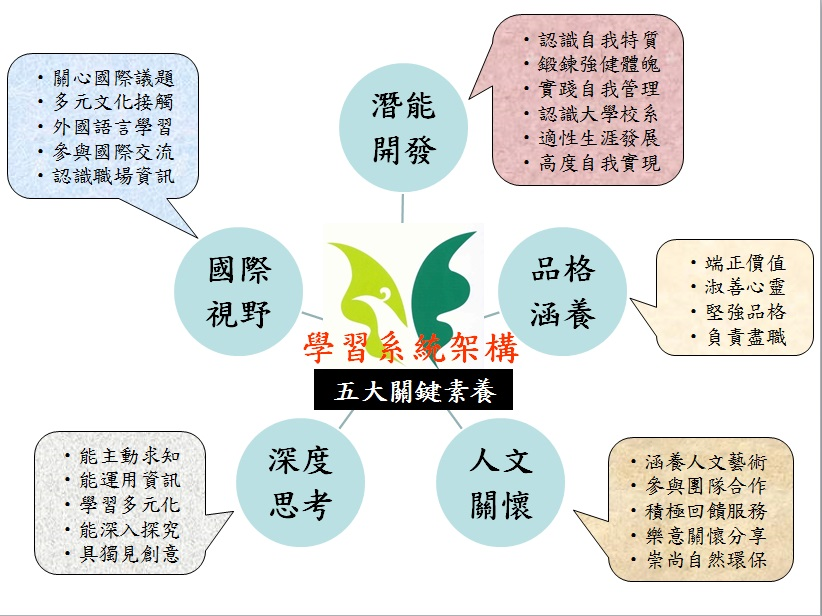 潛能
開發
• 認識自我特質
• 鍛鍊強健體魄
• 實踐自我管理
• 認識大學校系
• 適性生涯發展
• 高度自我實現
• 關心國際議題
• 多元文化接觸
• 外國語言學習
• 參與國際交流
• 認識職場資訊
國際
視野
品格
涵養
• 端正價值
• 淑善心靈
• 堅強品格
• 負責盡職
學習系統架構
五大關鍵素養
深度
思考
• 能主動求知
• 能運用資訊
• 學習多元化
• 能深入探究
• 具獨見創意
人文
關懷
• 涵養人文藝術
• 參與團隊合作
• 積極回饋服務
• 樂意關懷分享
• 崇尚自然環保